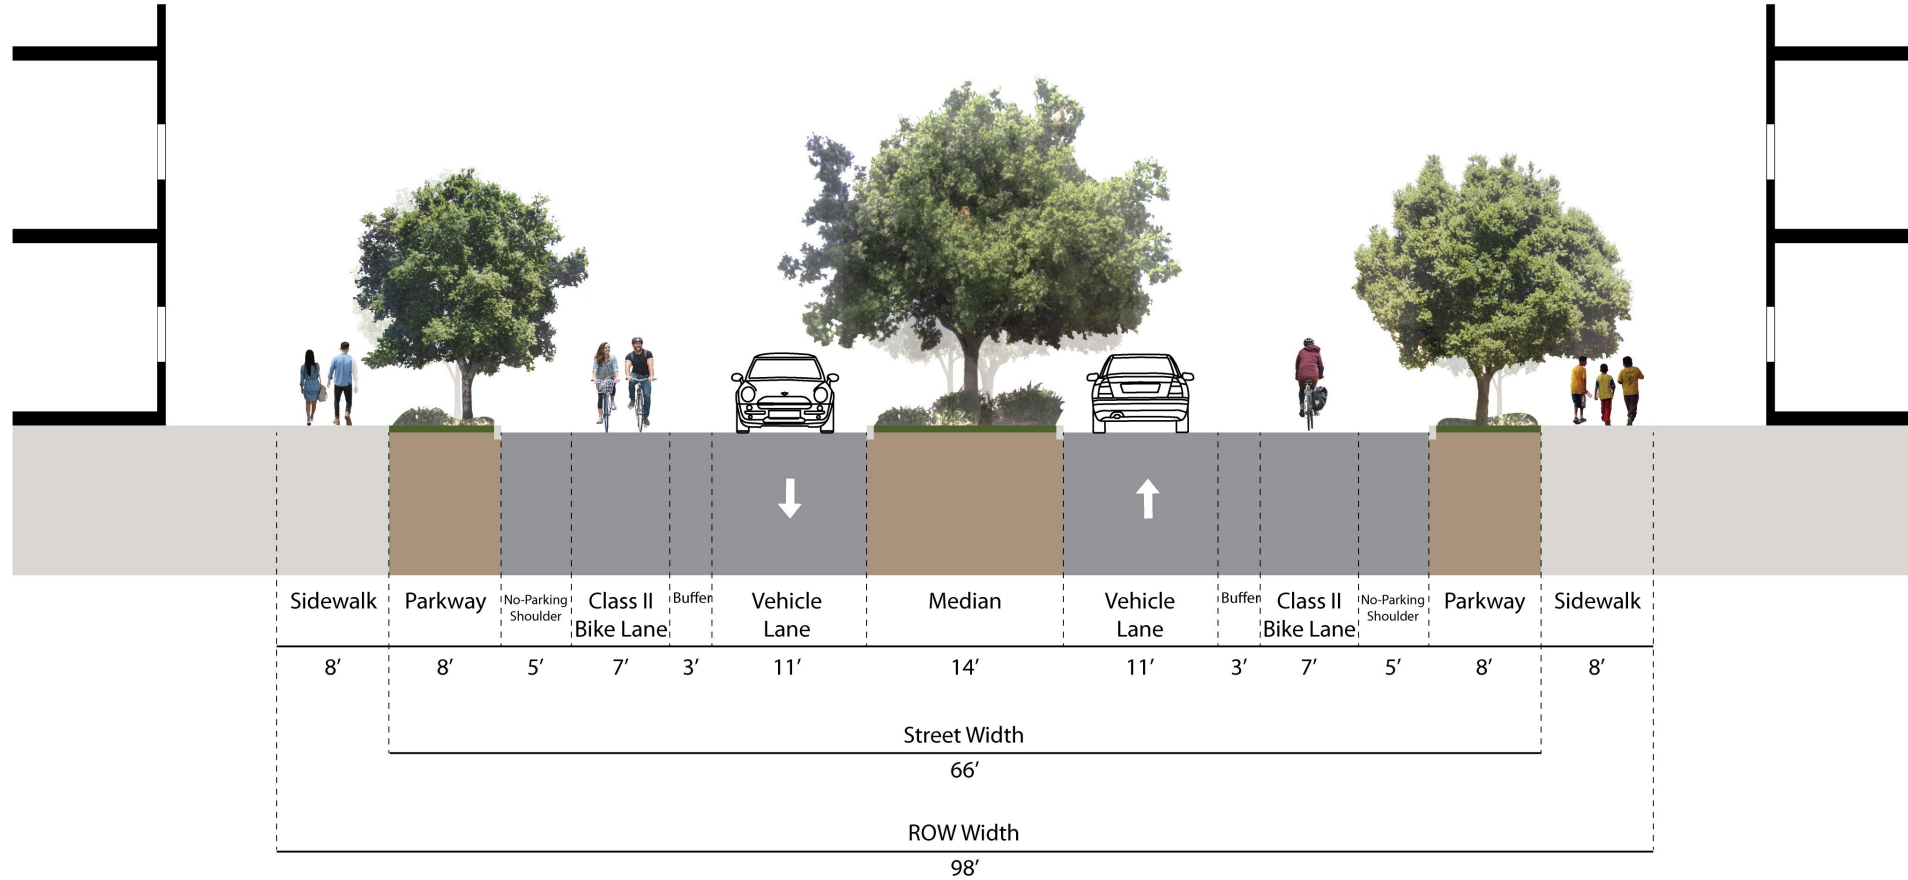 Sidewalk Parkway No-Parking Shoulder Class II Bike Lane Buffer Vehicle Lane Median Vehicle Lane Buffer Class II Bike Lane No-Parking Shoulder Parkway Sidewalk
8’ 8’ 5’ 7’ 3’ 11’ 14’ 11’ 3’ 7’ 5’ 8’ 8’
Street Width
66’
ROW Width
98’